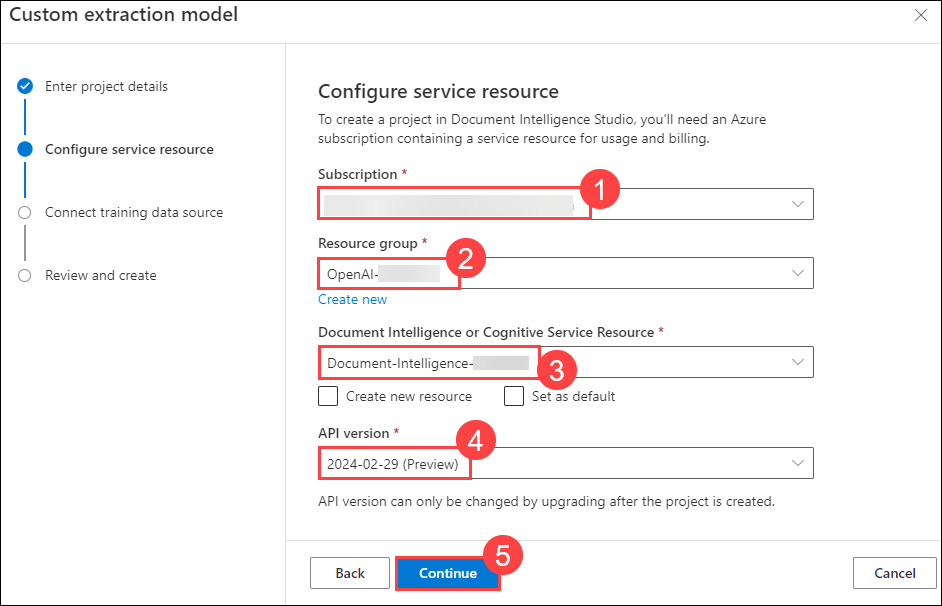 Custom extraction model
Enter project details
Configure service resource
Connect training data source
Review and create
Configure service resource
To create a project in Document Intelligence Studio, you'll need an Azure
subscription containing a service resource for usage and billing.
Subscription *
1
Resource group *
2
OpenAI-
Create new
Document Intelligence or Cognitive Service Resource *
Document-Intelligence-
3
Create new resource
Set as default
API version *
4
2024-02-29 (Preview)
API version can only be changed by upgrading after the project is created.
5
Back
Continue
Cancel